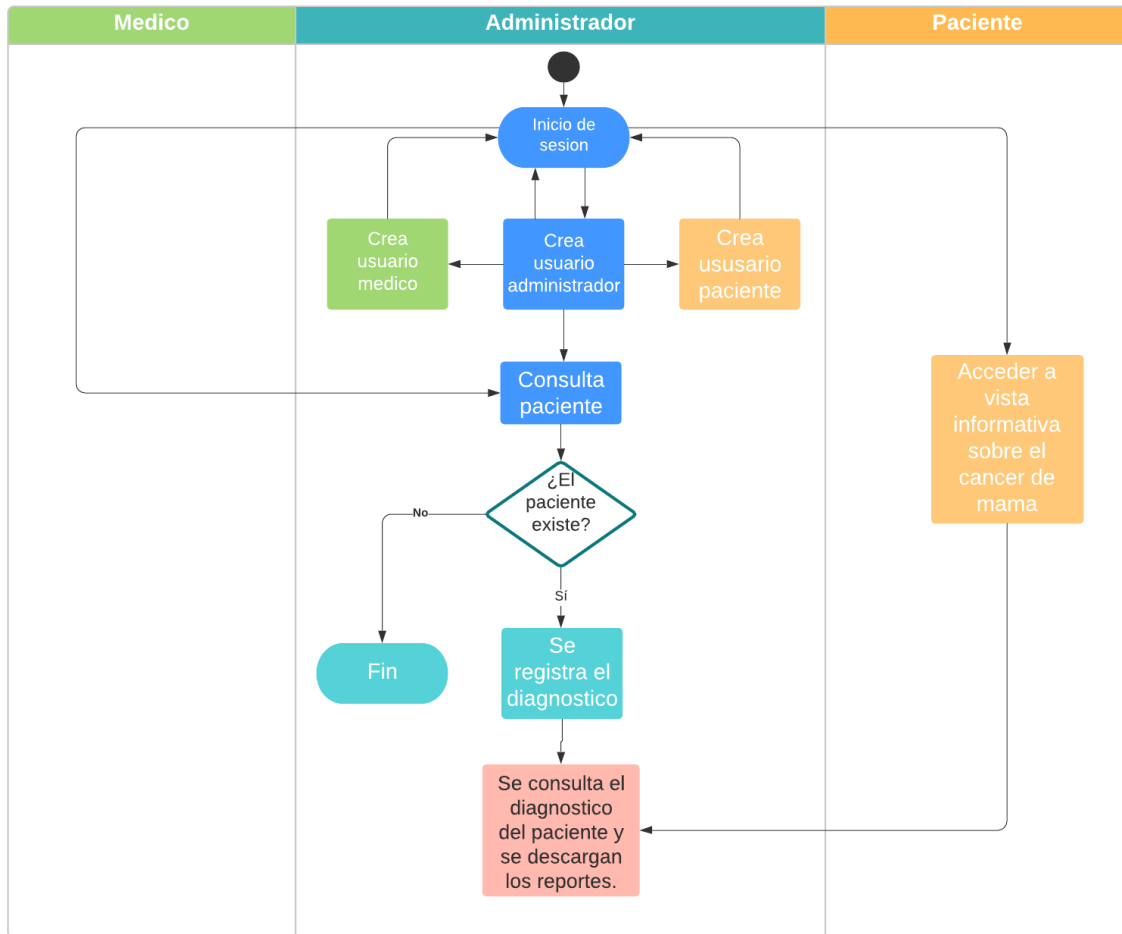 Medico
Administrador
Paciente
Inicio de
sesion
Crea
usuario
medico
Crea
usuario
administrador
Crea
ususario
paciente
Consulta
paciente
Acceder a
vista
informativa
sobre el
cancer de
mama
¿El
paciente
existe?
No
Sí
Fin
Se
registra el
diagnostico
Se consulta el
diagnostico
del paciente y
se descargan
los reportes.